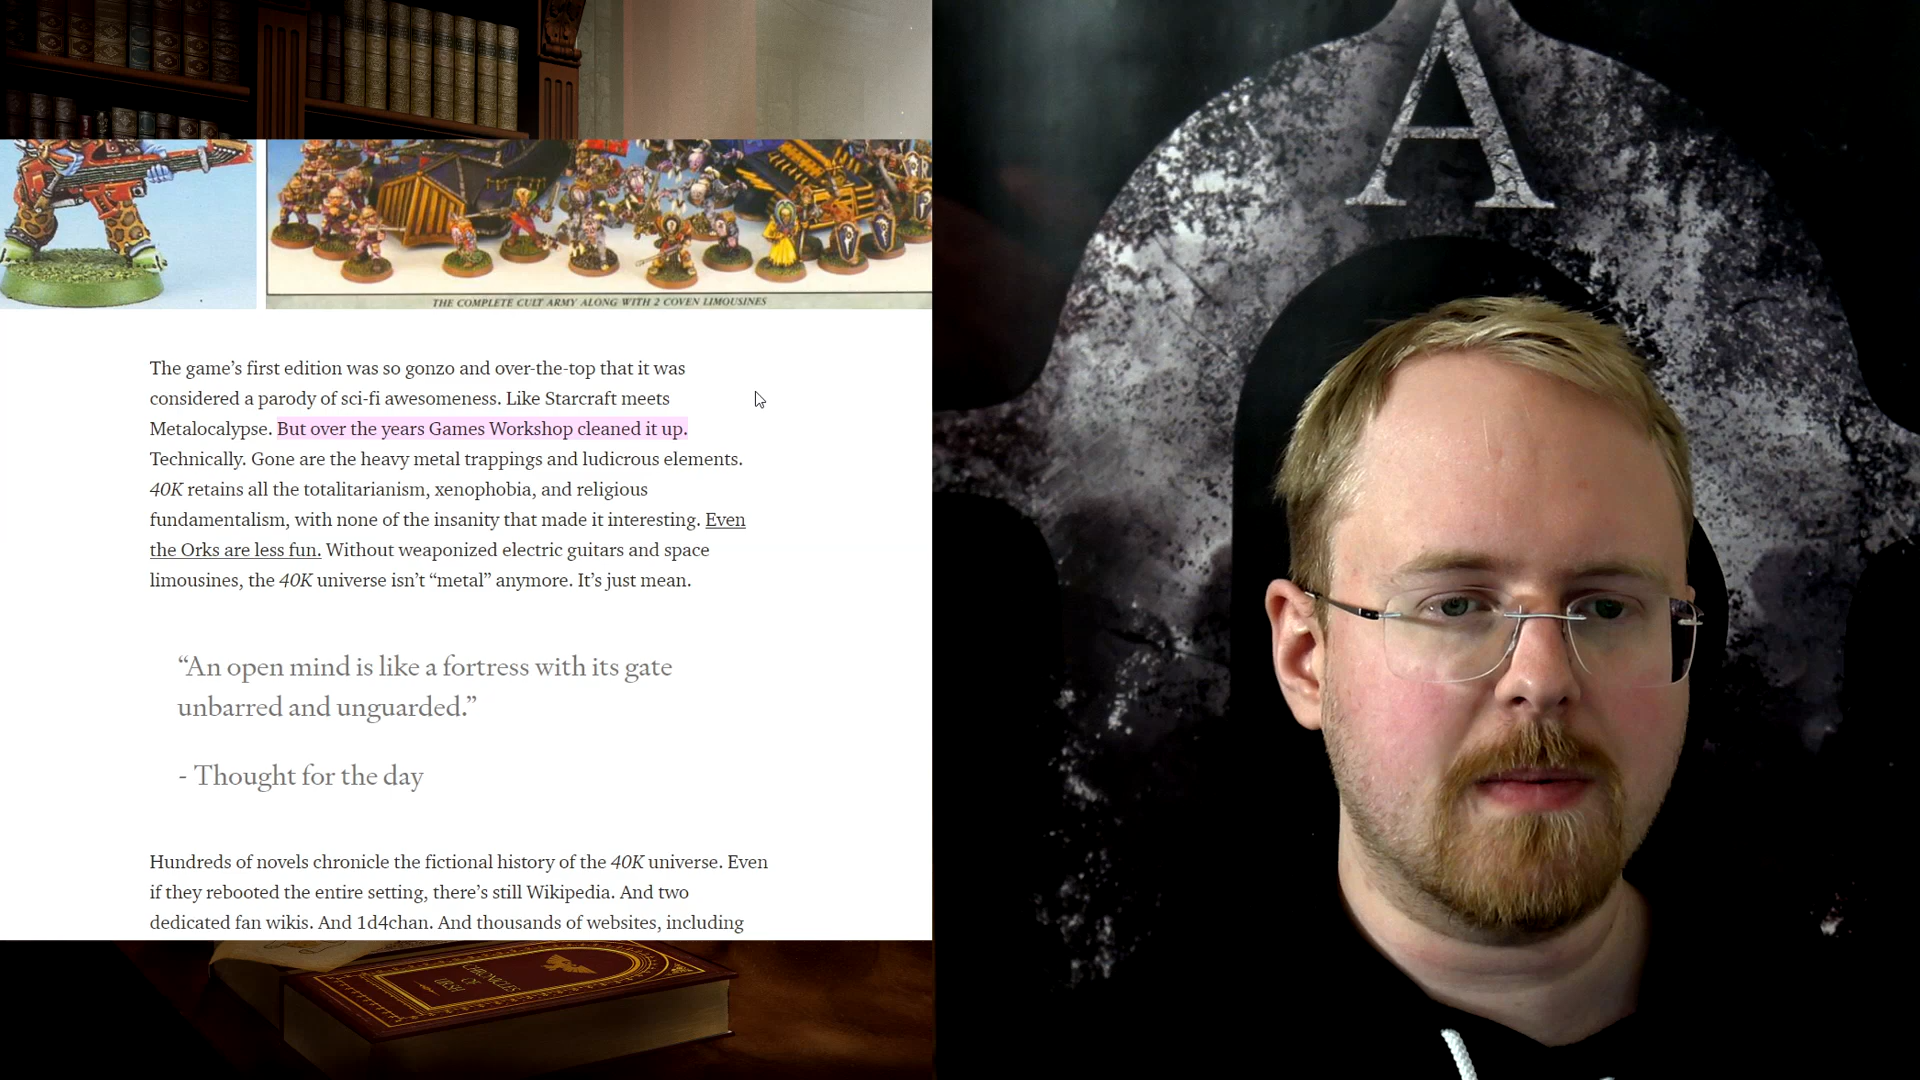 A
THE COMPLETE CULT ARMY ALONG WITH 2 COVEN LIMOUSINES
The game’s first edition was so gonzo and over-the-top that it was
considered a parody of sci-fi awesomeness. Like Starcraft meets
Metalocalypse. But over the years Games Workshop cleaned it up.
Technically. Gone are the heavy metal trappings and ludicrous elements.
40K retains all the totalitarianism, xenophobia, and religious
fundamentalism, with none of the insanity that made it interesting. Even
the Orks are less fun. Without weaponized electric guitars and space
limousines, the 40K universe isn’t “metal” anymore. It’s just mean.
“An open mind is like a fortress with its gate
unbarred and unguarded.”
- Thought for the day
Hundreds of novels chronicle the fictional history of the 40K universe. Even
if they rebooted the entire setting, there’s still Wikipedia. And two
dedicated fan wikis. And 1d4chan. And thousands of websites, including
CHRONICLES
OF
URSH